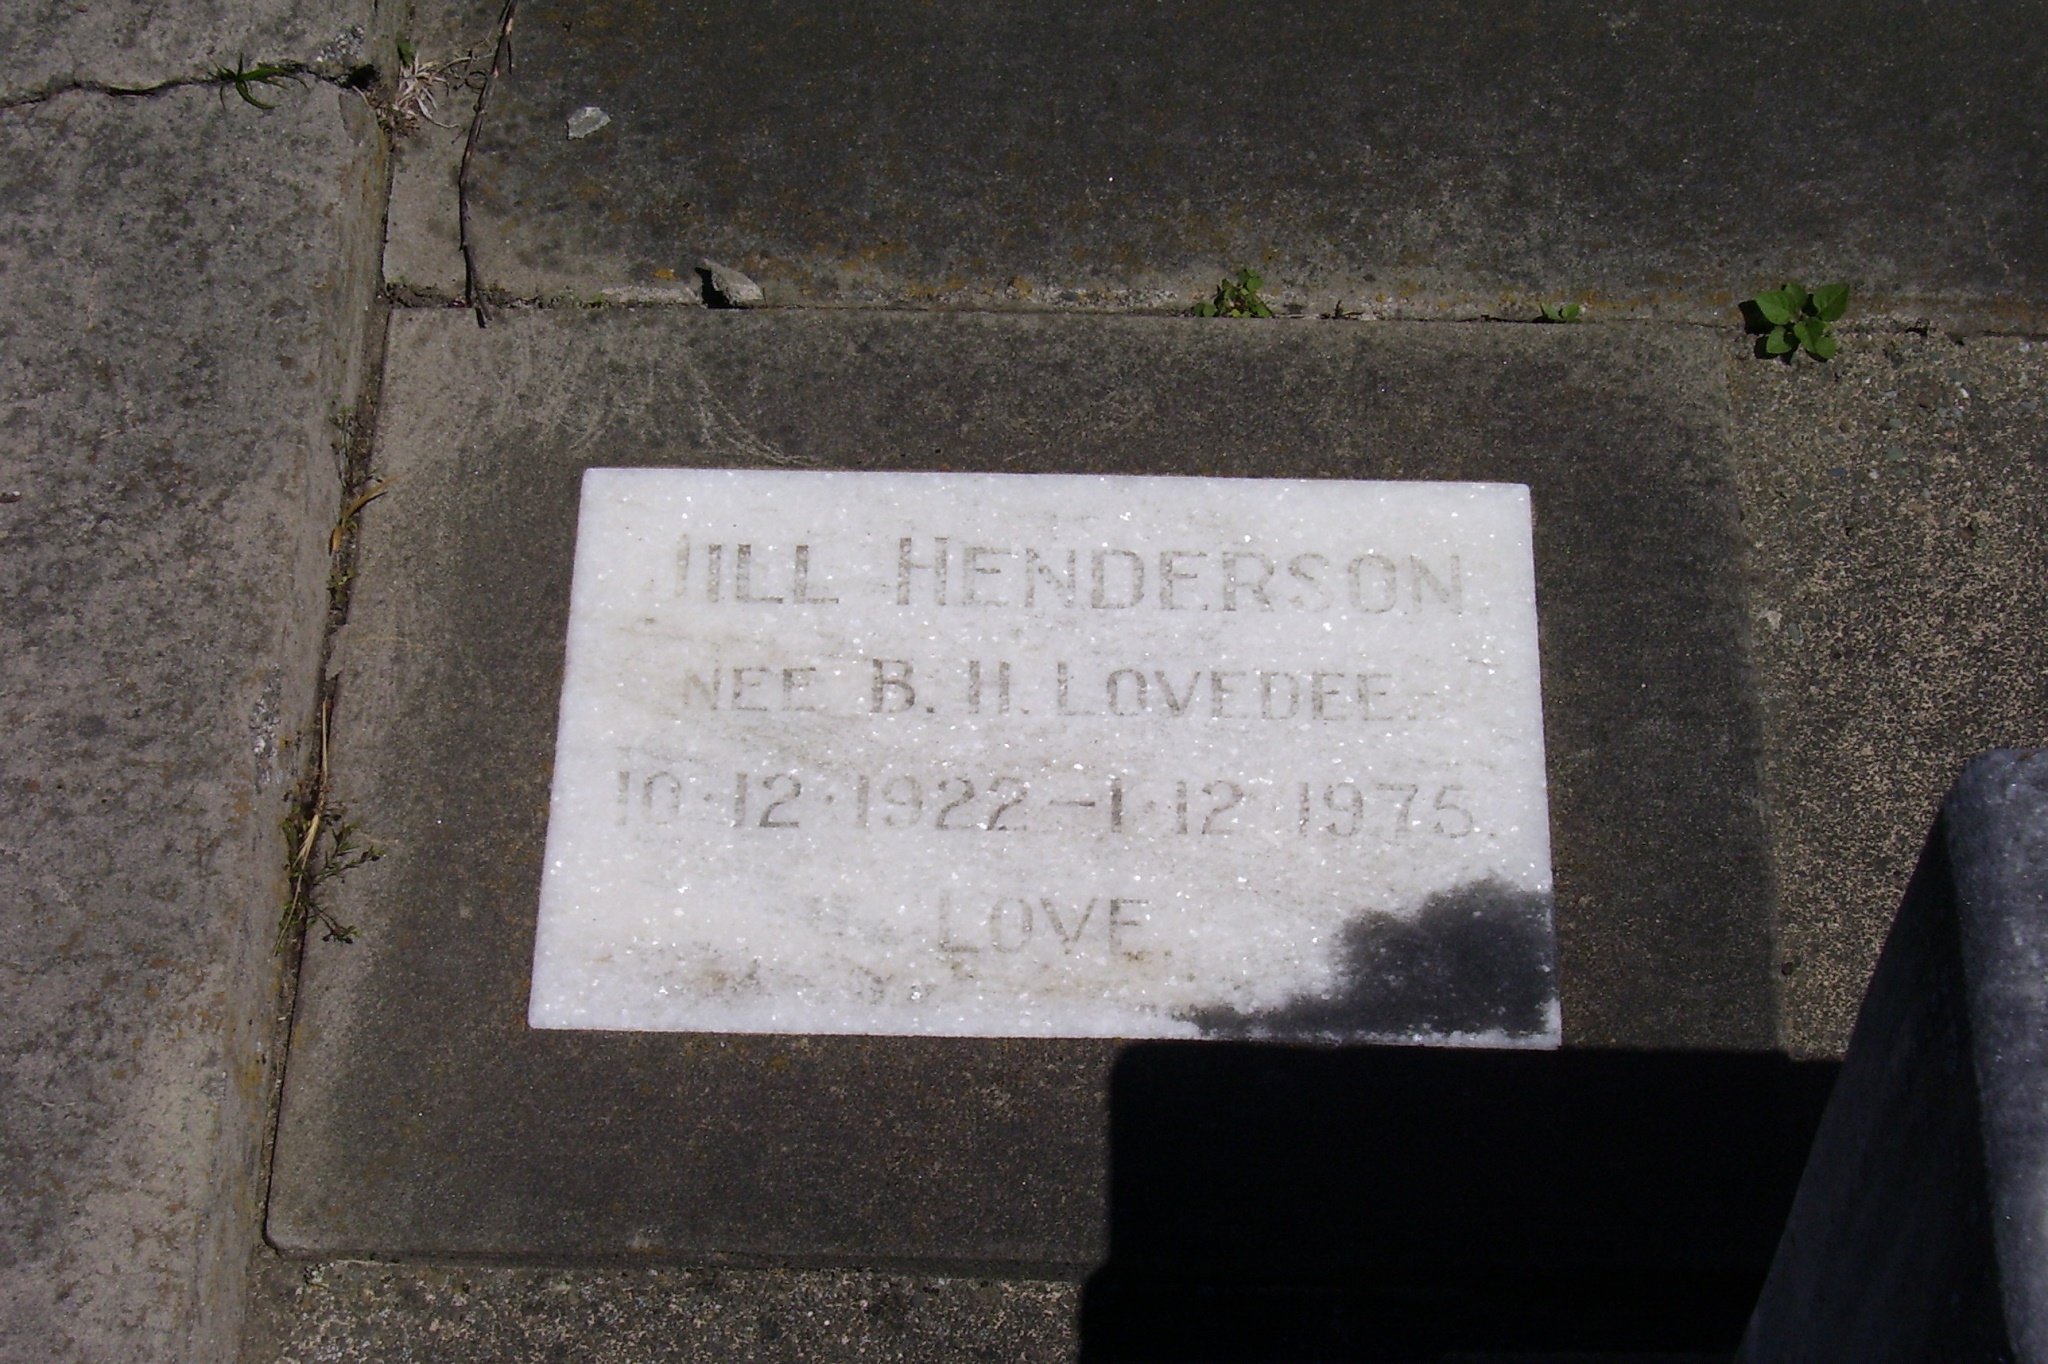 JILL HENDERSON
NEE B. H. LOVEDEE.
10·12·1922–1·12 1975.
LOVE.